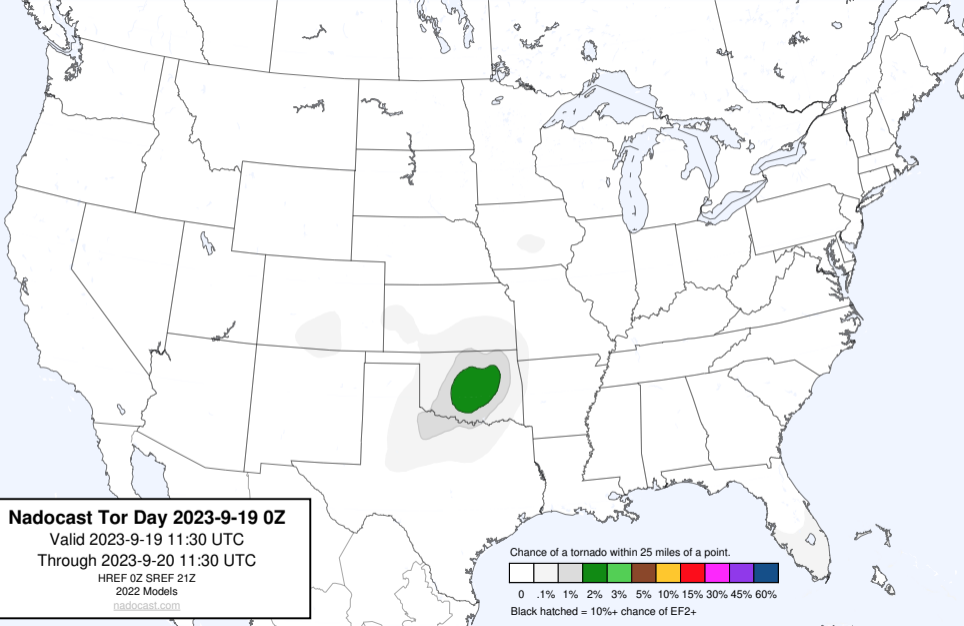 Nadocast Tor Day 2023-9-19 0Z
Valid 2023-9-19 11:30 UTC
Through 2023-9-20 11:30 UTC
HREF 0Z SREF 21Z
2022 Models
nadocast.com
Chance of a tornado within 25 miles of a point.
0 .1% 1% 2% 3% 5% 10% 15% 30% 45% 60%
Black hatched = 10%+ chance of EF2+